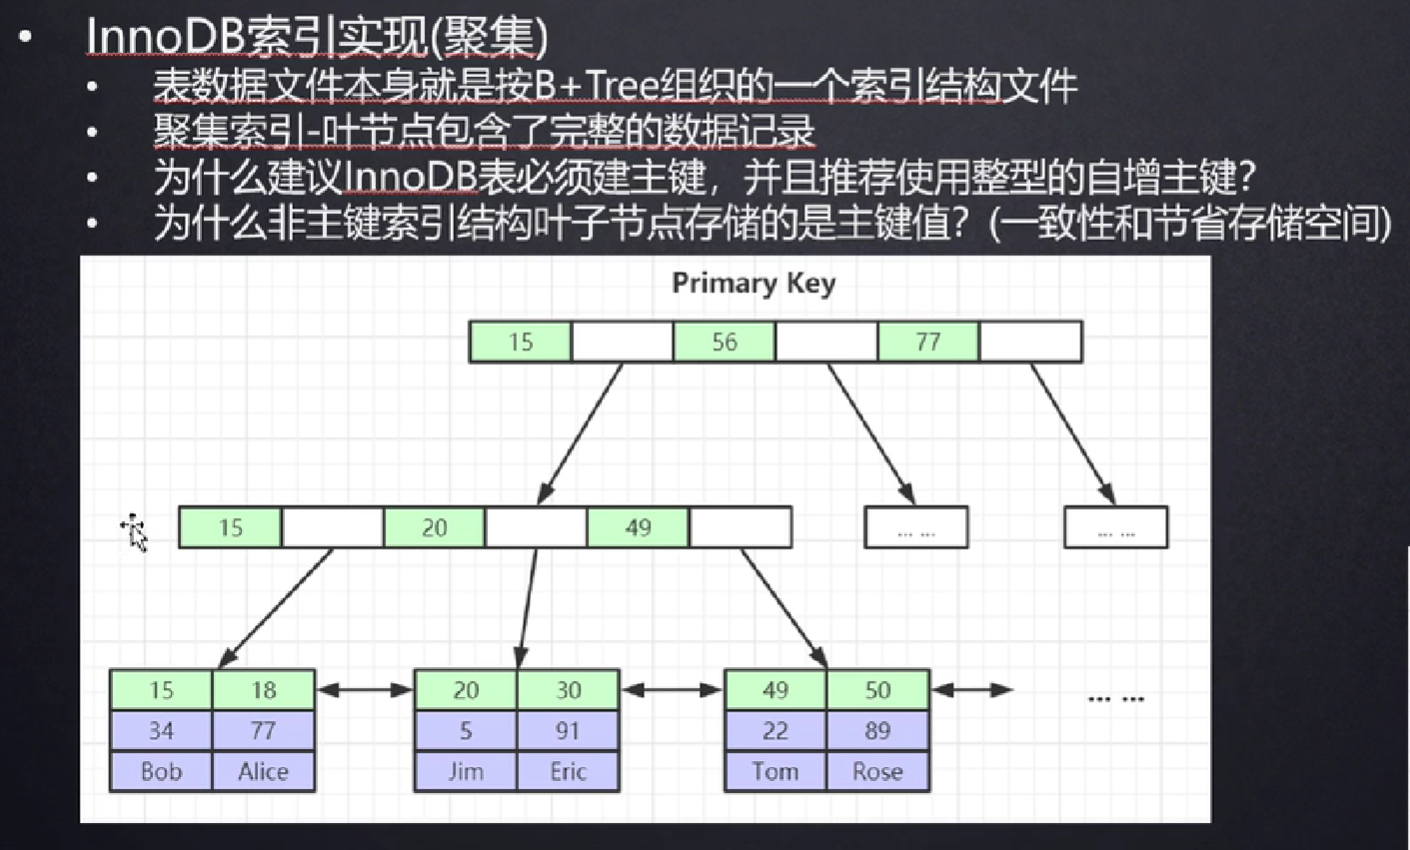 InnoDB索引实现(聚集)
表数据文件本身就是按B+Tree组织的一个索引结构文件
聚集索引-叶节点包含了完整的数据记录
为什么建议InnoDB表必须建主键，并且推荐使用整型的自增主键?
为什么非主键索引结构叶子节点存储的是主键值? (一致性和节省存储空间)
Primary Key
15 56 77
15 20 49 ... ... ... ...
15 18 20 30 49 50 ... ...
34 77 5 91 22 89
Bob Alice Jim Eric Tom Rose